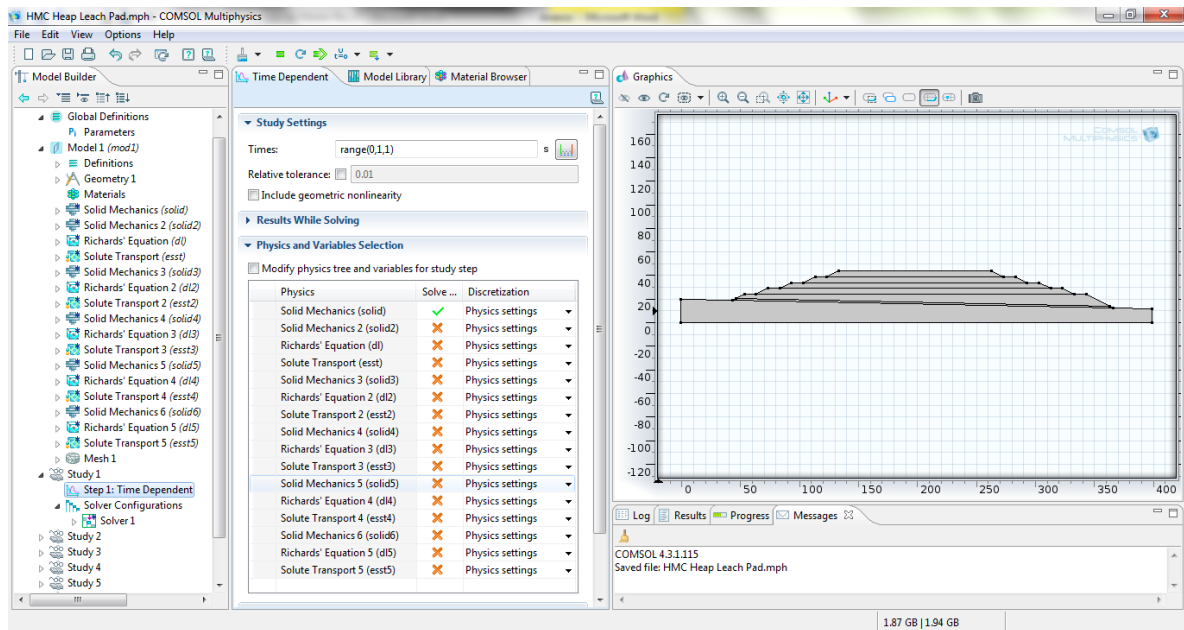 HMC Heap Leach Pad.mph - COMSOL Multiphysics
File Edit View Options Help
Model Builder
Global Definitions
Pi Parameters
Model 1 (mod1)
Definitions
Geometry 1
Materials
Solid Mechanics (solid)
Solid Mechanics 2 (solid2)
Richards' Equation (dl)
Solute Transport (esst)
Solid Mechanics 3 (solid3)
Richards' Equation 2 (dl2)
Solute Transport 2 (esst2)
Solid Mechanics 4 (solid4)
Richards' Equation 3 (dl3)
Solute Transport 3 (esst3)
Solid Mechanics 5 (solid5)
Richards' Equation 4 (dl4)
Solute Transport 4 (esst4)
Solid Mechanics 6 (solid6)
Richards' Equation 5 (dl5)
Solute Transport 5 (esst5)
Mesh 1
Study 1
Step 1: Time Dependent
Solver Configurations
Solver 1
Study 2
Study 3
Study 4
Study 5
Time Dependent Model Library Material Browser
Study Settings
Times: range(0,1,1) s
Relative tolerance: 0.01
Include geometric nonlinearity
Results While Solving
Physics and Variables Selection
Modify physics tree and variables for study step
Physics Solve ... Discretization
Solid Mechanics (solid) Physics settings
Solid Mechanics 2 (solid2) Physics settings
Richards' Equation (dl) Physics settings
Solute Transport (esst) Physics settings
Solid Mechanics 3 (solid3) Physics settings
Richards' Equation 2 (dl2) Physics settings
Solute Transport 2 (esst2) Physics settings
Solid Mechanics 4 (solid4) Physics settings
Richards' Equation 3 (dl3) Physics settings
Solute Transport 3 (esst3) Physics settings
Solid Mechanics 5 (solid5) Physics settings
Richards' Equation 4 (dl4) Physics settings
Solute Transport 4 (esst4) Physics settings
Solid Mechanics 6 (solid6) Physics settings
Richards' Equation 5 (dl5) Physics settings
Solute Transport 5 (esst5) Physics settings
Graphics
COMSOL
MULTIPHYSICS
160
140
120
100
80
60
40
20
0
-20
-40
-60
-80
-100
-120
0 50 100 150 200 250 300 350 400
Log Results Progress Messages
COMSOL 4.3.1.115
Saved file: HMC Heap Leach Pad.mph
1.87 GB | 1.94 GB